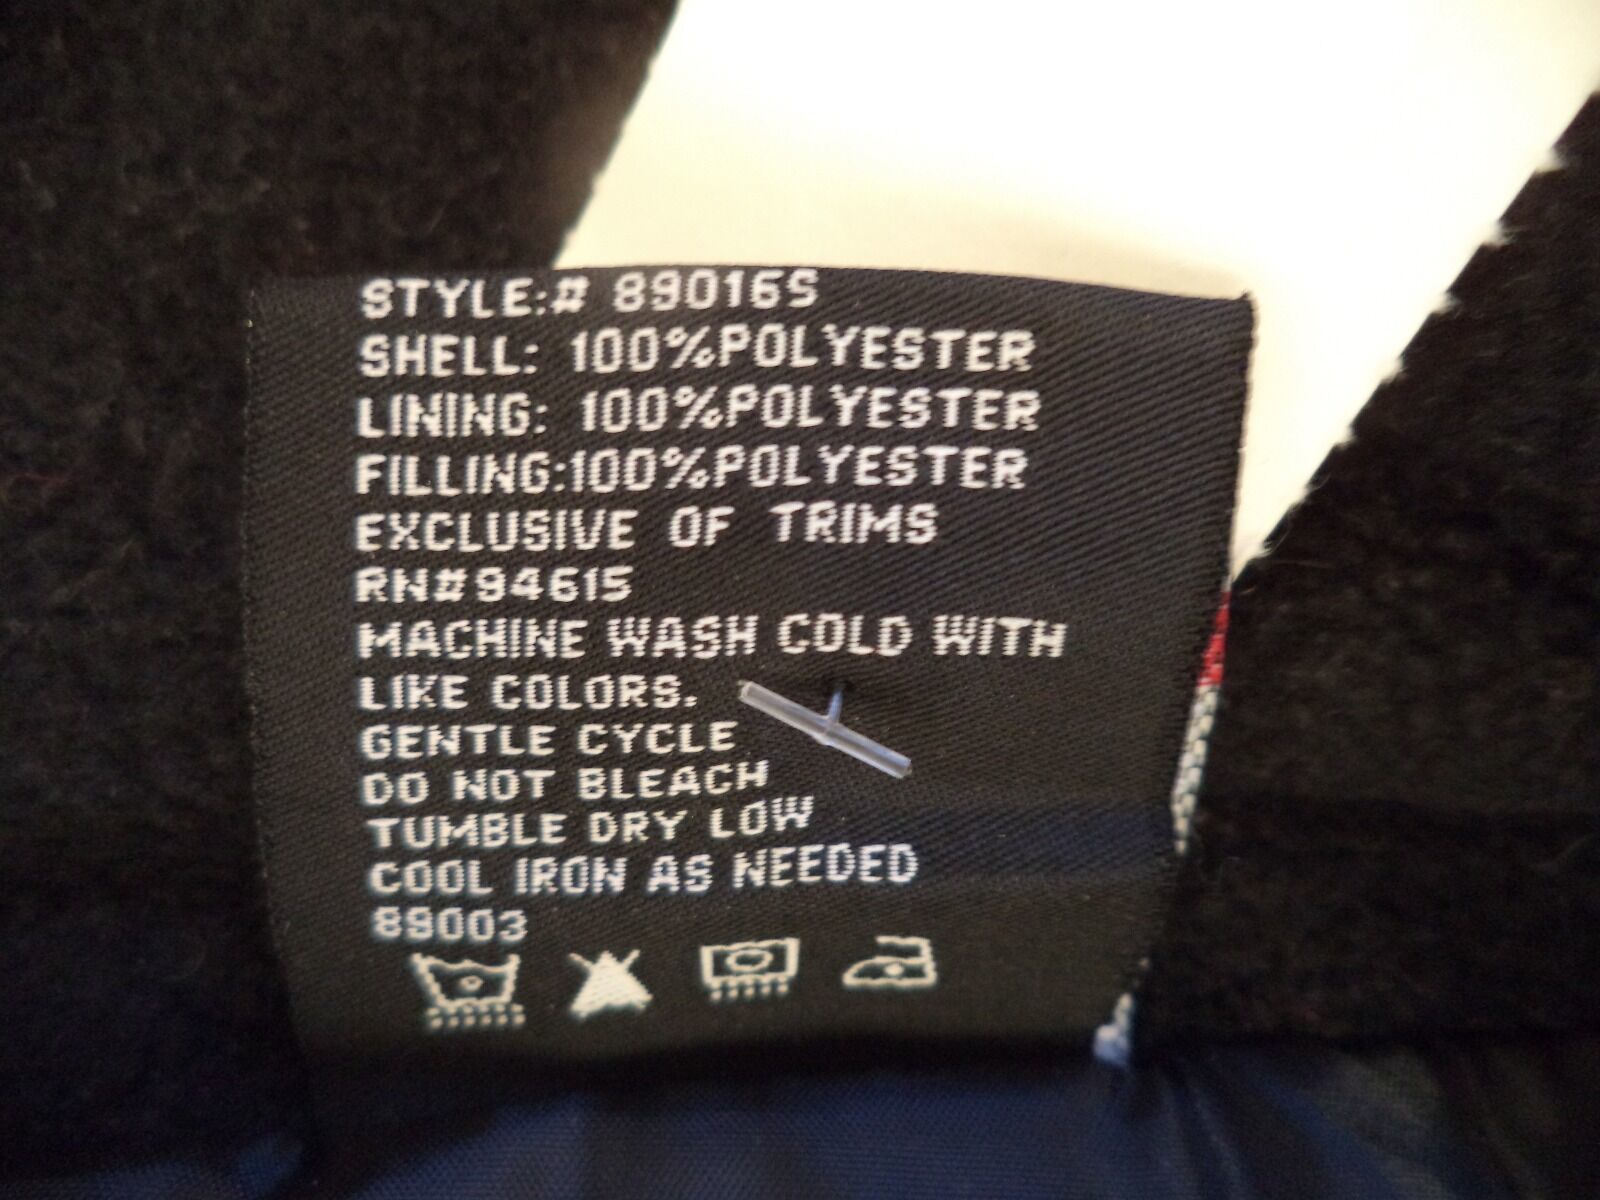 STYLE:# 89016S
SHELL: 100%POLYESTER
LINING: 100%POLYESTER
FILLING:100%POLYESTER
EXCLUSIVE OF TRIMS
RN#94615
MACHINE WASH COLD WITH
LIKE COLORS.
GENTLE CYCLE
DO NOT BLEACH
TUMBLE DRY LOW
COOL IRON AS NEEDED
89003